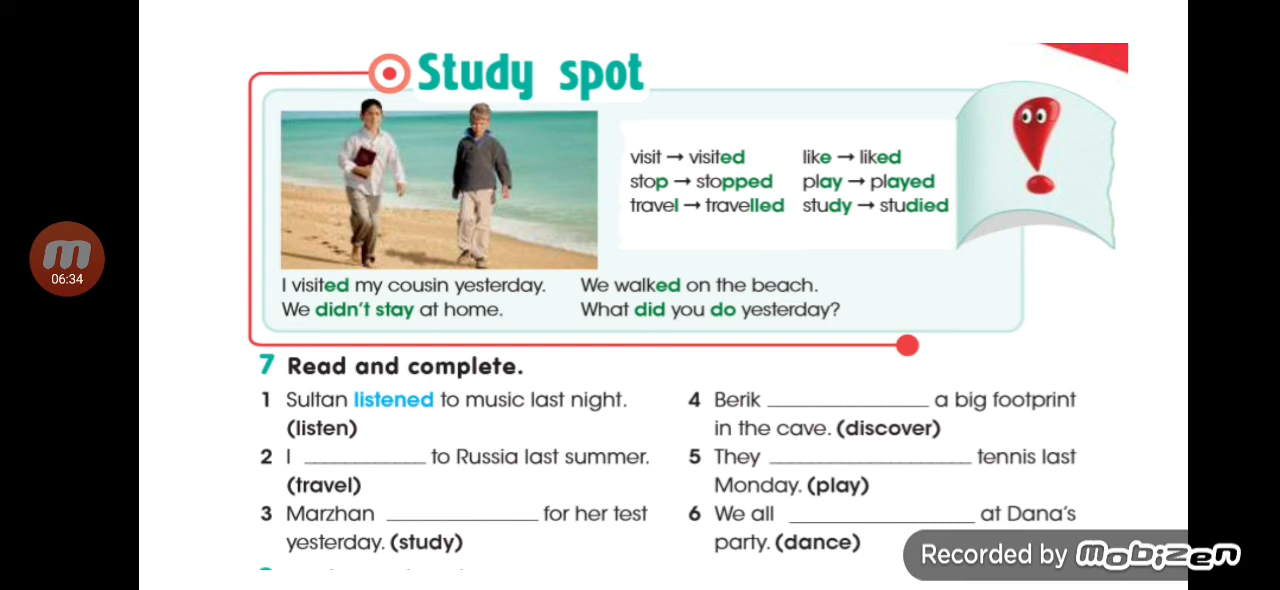 Study spot
visit → visited like → liked
stop → stopped play → played
travel → travelled study → studied
I visited my cousin yesterday. We walked on the beach.
We didn't stay at home. What did you do yesterday?
7 Read and complete.
1 Sultan listened to music last night.
(listen)
2 I ____________ to Russia last summer.
(travel)
3 Marzhan _______________ for her test
yesterday. (study)
4 Berik ________________ a big footprint
in the cave. (discover)
5 They ____________________ tennis last
Monday. (play)
6 We all __________________ at Dana's
party. (dance)
06:34
Recorded by mobizen